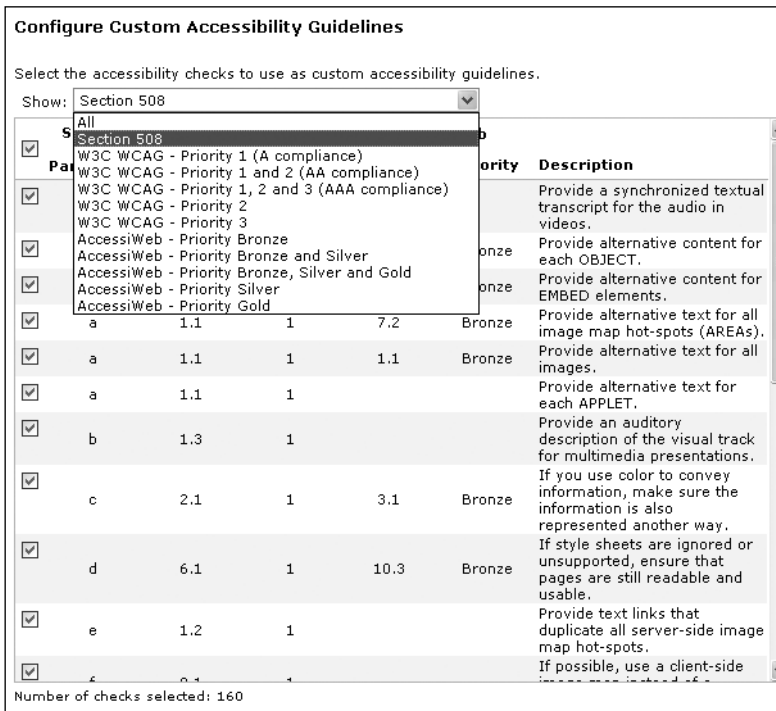 Configure Custom Accessibility Guidelines
Select the accessibility checks to use as custom accessibility guidelines.
Show: Section 508
All
Section 508
W3C WCAG - Priority 1 (A compliance)
W3C WCAG - Priority 1 and 2 (AA compliance)
W3C WCAG - Priority 1, 2 and 3 (AAA compliance)
W3C WCAG - Priority 2
W3C WCAG - Priority 3
AccessiWeb - Priority Bronze
AccessiWeb - Priority Bronze and Silver
AccessiWeb - Priority Bronze, Silver and Gold
AccessiWeb - Priority Silver
AccessiWeb - Priority Gold
Description
Provide a synchronized textual
transcript for the audio in
videos.
Provide alternative content for
each OBJECT.
Provide alternative content for
EMBED elements.
a 1.1 1 7.2 Bronze Provide alternative text for all
image map hot-spots (AREAs).
a 1.1 1 1.1 Bronze Provide alternative text for all
images.
a 1.1 1 Provide alternative text for
each APPLET.
b 1.3 1 Provide an auditory
description of the visual track
for multimedia presentations.
c 2.1 1 3.1 Bronze If you use color to convey
information, make sure the
information is also
represented another way.
d 6.1 1 10.3 Bronze If style sheets are ignored or
unsupported, ensure that
pages are still readable and
usable.
e 1.2 1 Provide text links that
duplicate all server-side image
map hot-spots.
If possible, use a client-side
Number of checks selected: 160